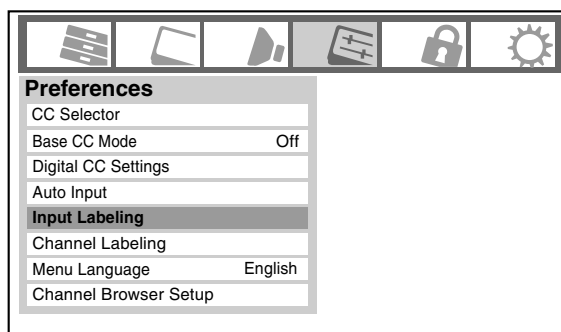 Preferences
CC Selector
Base CC Mode Off
Digital CC Settings
Auto Input
Input Labeling
Channel Labeling
Menu Language English
Channel Browser Setup